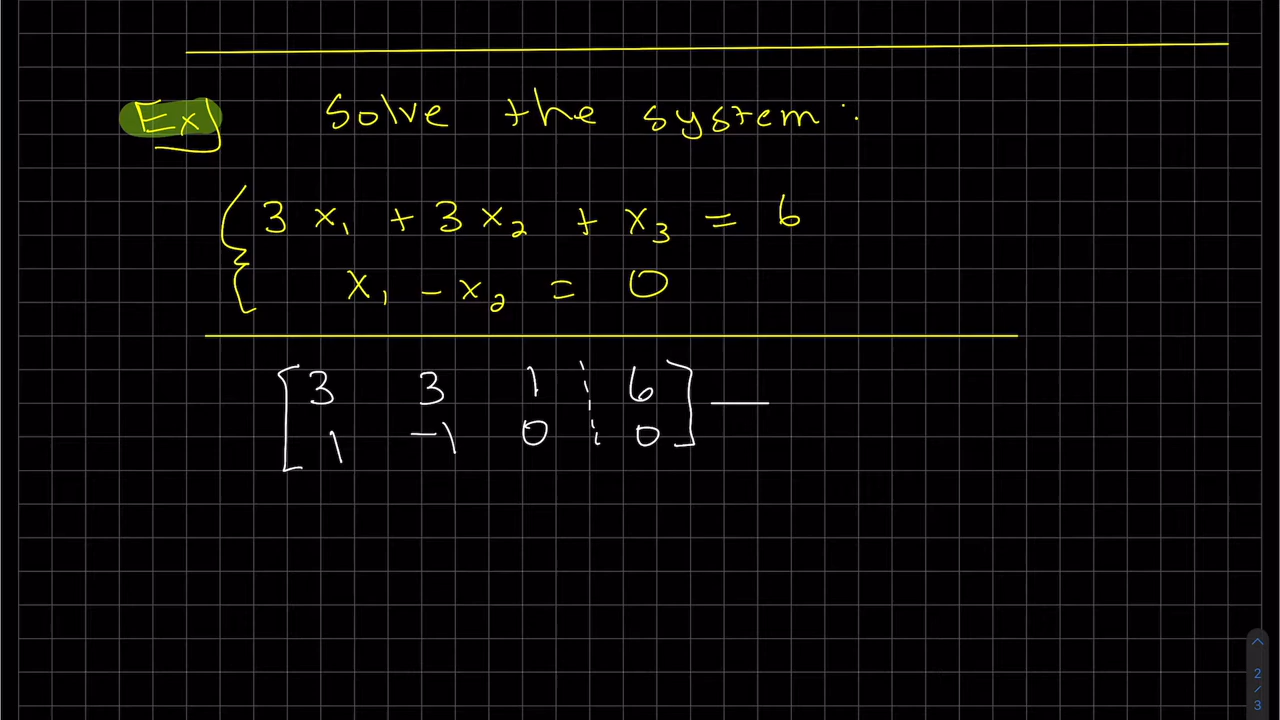 Ex) Solve the system:
3 x₁ + 3 x₂ + x₃ = 6
x₁ - x₂ = 0
[3 3 1 ¦ 6] —
[1 -1 0 ¦ 0]
2
/
3